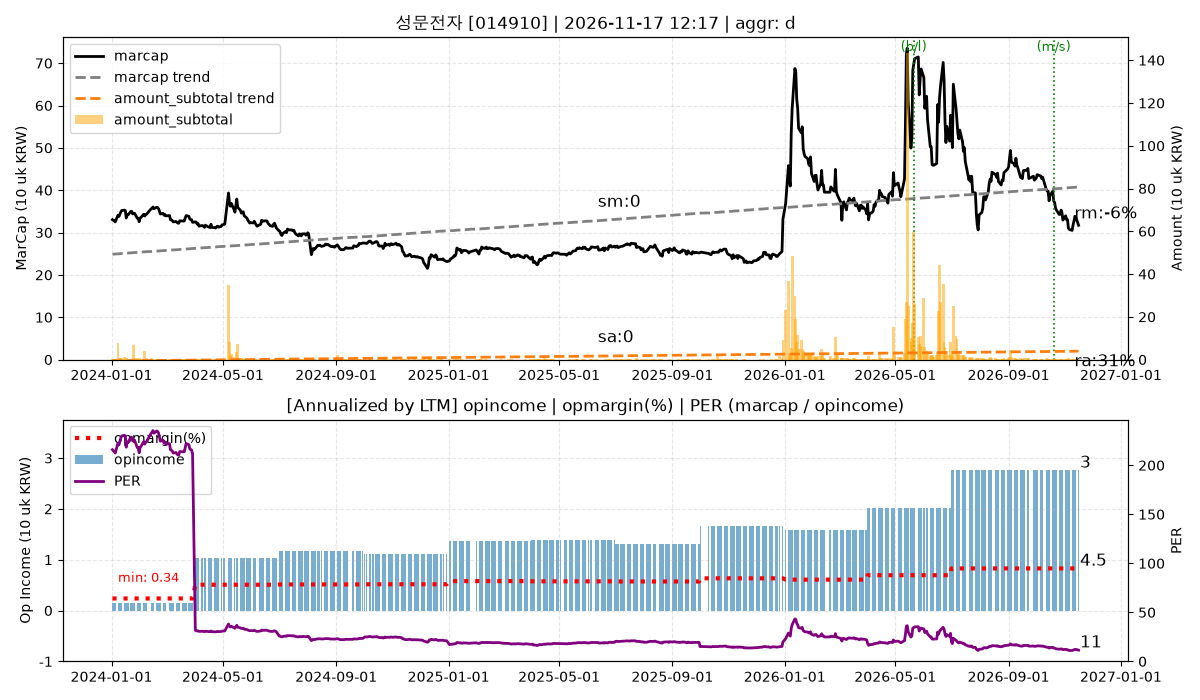 성문전자 [014910] | 2026-11-17 12:17 | aggr: d
marcap
marcap trend
amount_subtotal trend
amount_subtotal
(b/l)
(m/s)
sm:0
sa:0
rm:-6%
ra:31%
MarCap (10 uk KRW)
70
60
50
40
30
20
10
0
Amount (10 uk KRW)
140
120
100
80
60
40
20
0
2024-01-01
2024-05-01
2024-09-01
2025-01-01
2025-05-01
2025-09-01
2026-01-01
2026-05-01
2026-09-01
2027-01-01
[Annualized by LTM] opincome | opmargin(%) | PER (marcap / opincome)
opmargin(%)
opincome
PER
min: 0.34
3
4.5
11
Op Income (10 uk KRW)
3
2
1
0
-1
PER
200
150
100
50
0
2024-01-01
2024-05-01
2024-09-01
2025-01-01
2025-05-01
2025-09-01
2026-01-01
2026-05-01
2026-09-01
2027-01-01